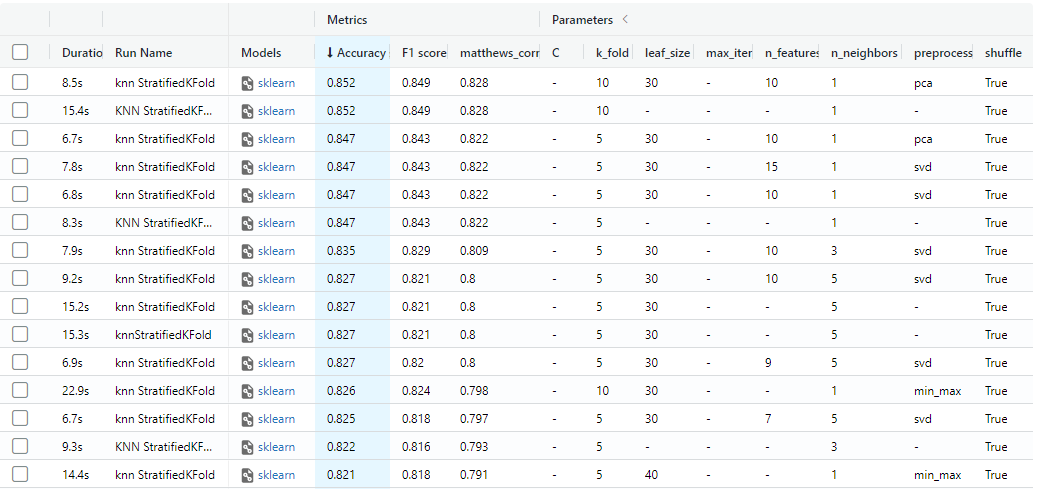 Metrics Parameters <
Duratio Run Name Models ↓ Accuracy F1 score matthews_corr C k_fold leaf_size max_iter n_features n_neighbors preprocess shuffle
8.5s knn StratifiedKFold sklearn 0.852 0.849 0.828 - 10 30 - 10 1 pca True
15.4s KNN StratifiedKF... sklearn 0.852 0.849 0.828 - 10 - - - 1 - True
6.7s knn StratifiedKFold sklearn 0.847 0.843 0.822 - 5 30 - 10 1 pca True
7.8s knn StratifiedKFold sklearn 0.847 0.843 0.822 - 5 30 - 15 1 svd True
6.8s knn StratifiedKFold sklearn 0.847 0.843 0.822 - 5 30 - 10 1 svd True
8.3s KNN StratifiedKF... sklearn 0.847 0.843 0.822 - 5 - - - 1 - True
7.9s knn StratifiedKFold sklearn 0.835 0.829 0.809 - 5 30 - 10 3 svd True
9.2s knn StratifiedKFold sklearn 0.827 0.821 0.8 - 5 30 - 10 5 svd True
15.2s knn StratifiedKFold sklearn 0.827 0.821 0.8 - 5 30 - - 5 - True
15.3s knnStratifiedKFold sklearn 0.827 0.821 0.8 - 5 30 - - 5 - True
6.9s knn StratifiedKFold sklearn 0.827 0.82 0.8 - 5 30 - 9 5 svd True
22.9s knn StratifiedKFold sklearn 0.826 0.824 0.798 - 10 30 - - 1 min_max True
6.7s knn StratifiedKFold sklearn 0.825 0.818 0.797 - 5 30 - 7 5 svd True
9.3s KNN StratifiedKF... sklearn 0.822 0.816 0.793 - 5 - - - 3 - True
14.4s knn StratifiedKFold sklearn 0.821 0.818 0.791 - 5 40 - - 1 min_max True